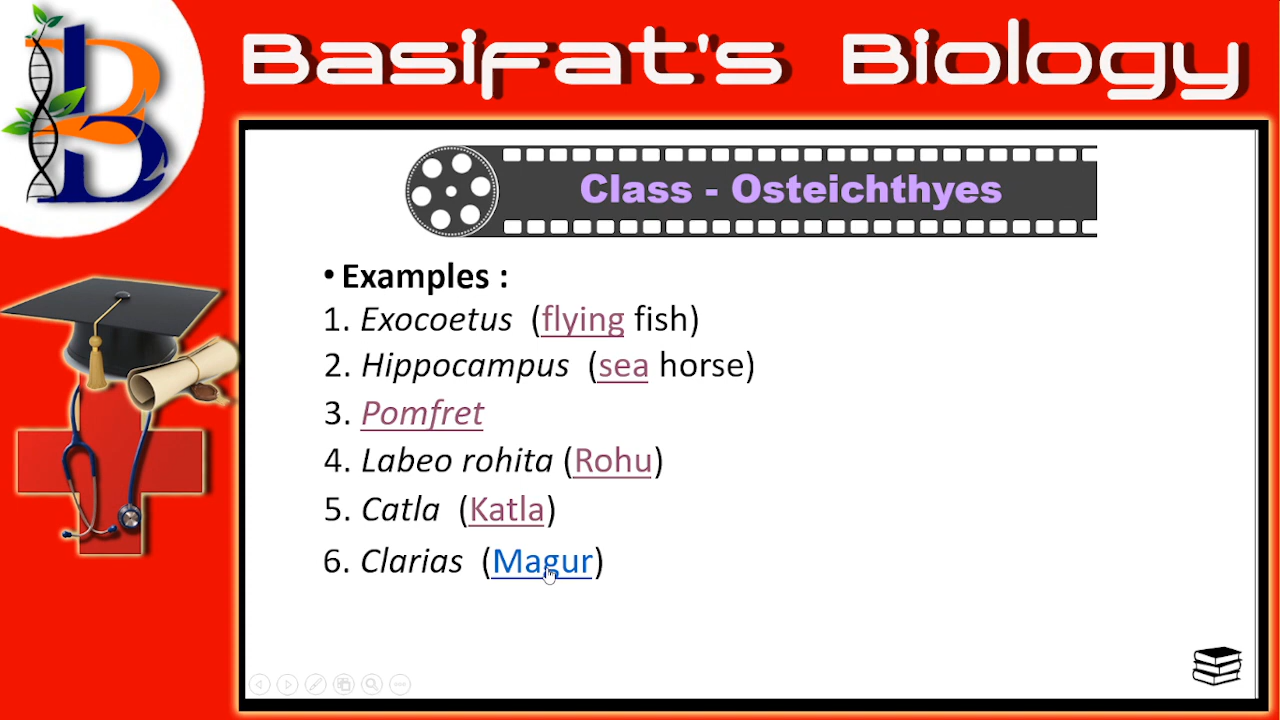 Basifat's Biology
Class - Osteichthyes
• Examples :
1. Exocoetus (flying fish)
2. Hippocampus (sea horse)
3. Pomfret
4. Labeo rohita (Rohu)
5. Catla (Katla)
6. Clarias (Magur)